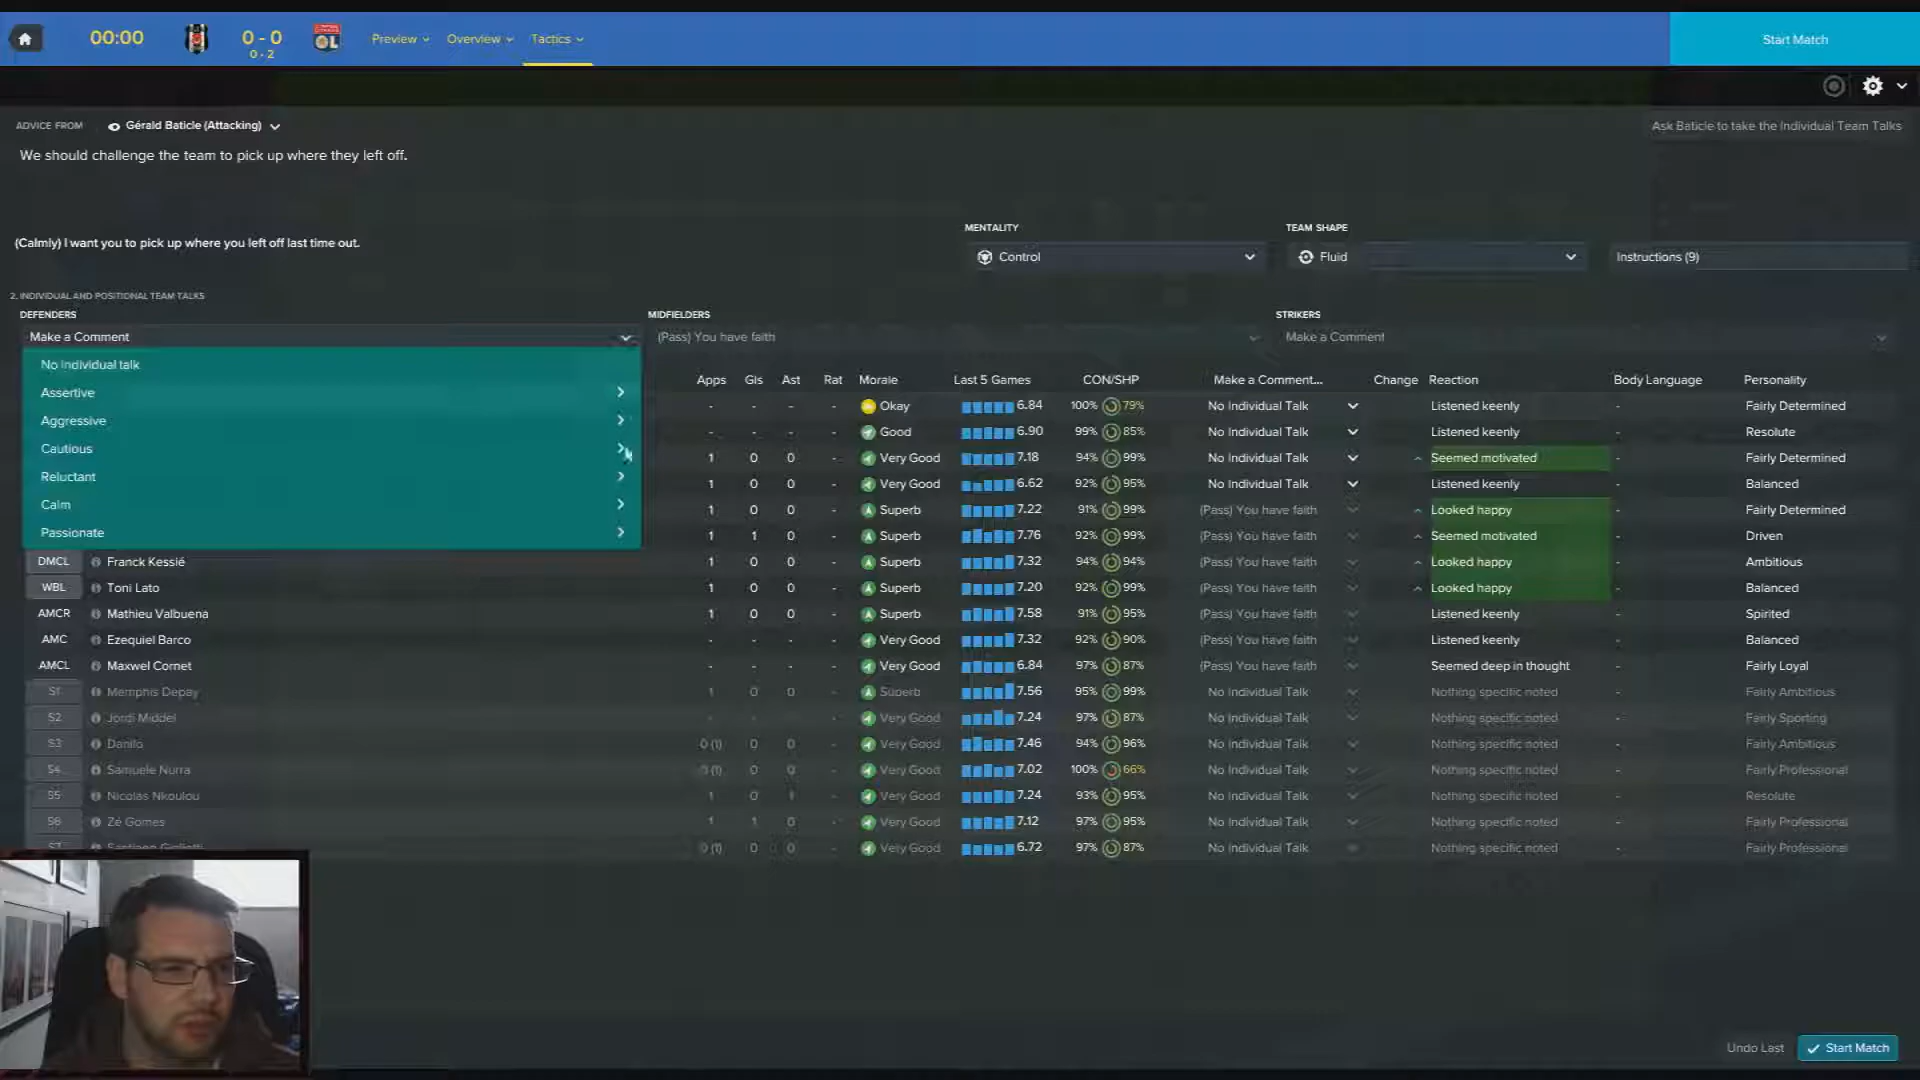 00:00
0 - 0
0 - 2
Preview
Overview
Tactics
Start Match
ADVICE FROM
Gérald Baticle (Attacking)
Ask Baticle to take the Individual Team Talks
We should challenge the team to pick up where they left off.
(Calmly) I want you to pick up where you left off last time out.
MENTALITY
Control
TEAM SHAPE
Fluid
Instructions (9)
2. INDIVIDUAL AND POSITIONAL TEAM TALKS
DEFENDERS
MIDFIELDERS
STRIKERS
Make a Comment
(Pass) You have faith
Make a Comment
No individual talk
Assertive
Aggressive
Cautious
Reluctant
Calm
Passionate
Apps Gls Ast Rat Morale Last 5 Games CON/SHP Make a Comment... Change Reaction Body Language Personality
- - - - Okay 6.84 100% 79% No Individual Talk Listened keenly - Fairly Determined
- - - - Good 6.90 99% 85% No Individual Talk Listened keenly - Resolute
1 0 0 - Very Good 7.18 94% 99% No Individual Talk Seemed motivated - Fairly Determined
1 0 0 - Very Good 6.62 92% 95% No Individual Talk Listened keenly - Balanced
1 0 0 - Superb 7.22 91% 99% (Pass) You have faith Looked happy - Fairly Determined
1 1 0 - Superb 7.76 92% 99% (Pass) You have faith Seemed motivated - Driven
DMCL Franck Kessié 1 0 0 - Superb 7.32 94% 94% (Pass) You have faith Looked happy - Ambitious
WBL Toni Lato 1 0 0 - Superb 7.20 92% 99% (Pass) You have faith Looked happy - Balanced
AMCR Mathieu Valbuena 1 0 0 - Superb 7.58 91% 95% (Pass) You have faith Listened keenly - Spirited
AMC Ezequiel Barco - - - - Very Good 7.32 92% 90% (Pass) You have faith Listened keenly - Balanced
AMCL Maxwel Cornet - - - - Very Good 6.84 97% 87% (Pass) You have faith Seemed deep in thought - Fairly Loyal
S1 Memphis Depay 1 0 0 - Superb 7.56 95% 99% No Individual Talk Nothing specific noted - Fairly Ambitious
S2 Jordi Middel - - - - Very Good 7.24 97% 87% No Individual Talk Nothing specific noted - Fairly Sporting
S3 Danilo 0 (1) 0 0 - Very Good 7.46 94% 96% No Individual Talk Nothing specific noted - Fairly Ambitious
S4 Samuele Nurra 0 (1) 0 0 - Very Good 7.02 100% 66% No Individual Talk Nothing specific noted - Fairly Professional
S5 Nicolas Nkoulou 1 0 1 - Very Good 7.24 93% 95% No Individual Talk Nothing specific noted - Resolute
S6 Zé Gomes 1 1 0 - Very Good 7.12 97% 95% No Individual Talk Nothing specific noted - Fairly Professional
S7 0 (1) 0 0 - Very Good 6.72 97% 87% No Individual Talk Nothing specific noted - Fairly Professional
Undo Last
Start Match